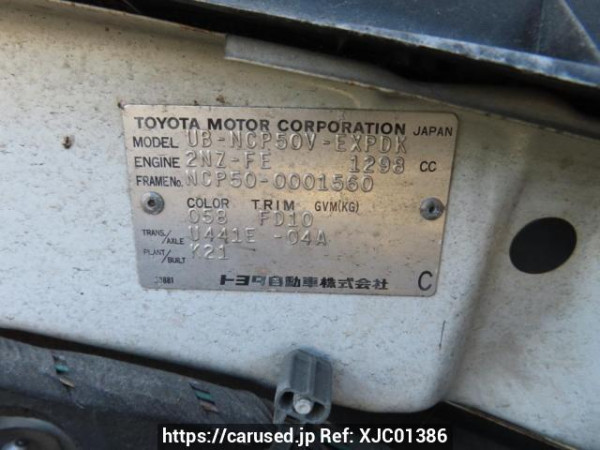 TOYOTA MOTOR CORPORATION JAPAN
MODEL UB-NCP50V-EXPDK
ENGINE 2NZ-FE 1298 CC
FRAME No. NCP50-0001560
COLOR TRIM GVM(KG)
058 FD10
TRANS./AXLE U441E -04A
PLANT/BUILT K21
トヨタ自動車株式会社 C
https://carused.jp Ref: XJC01386